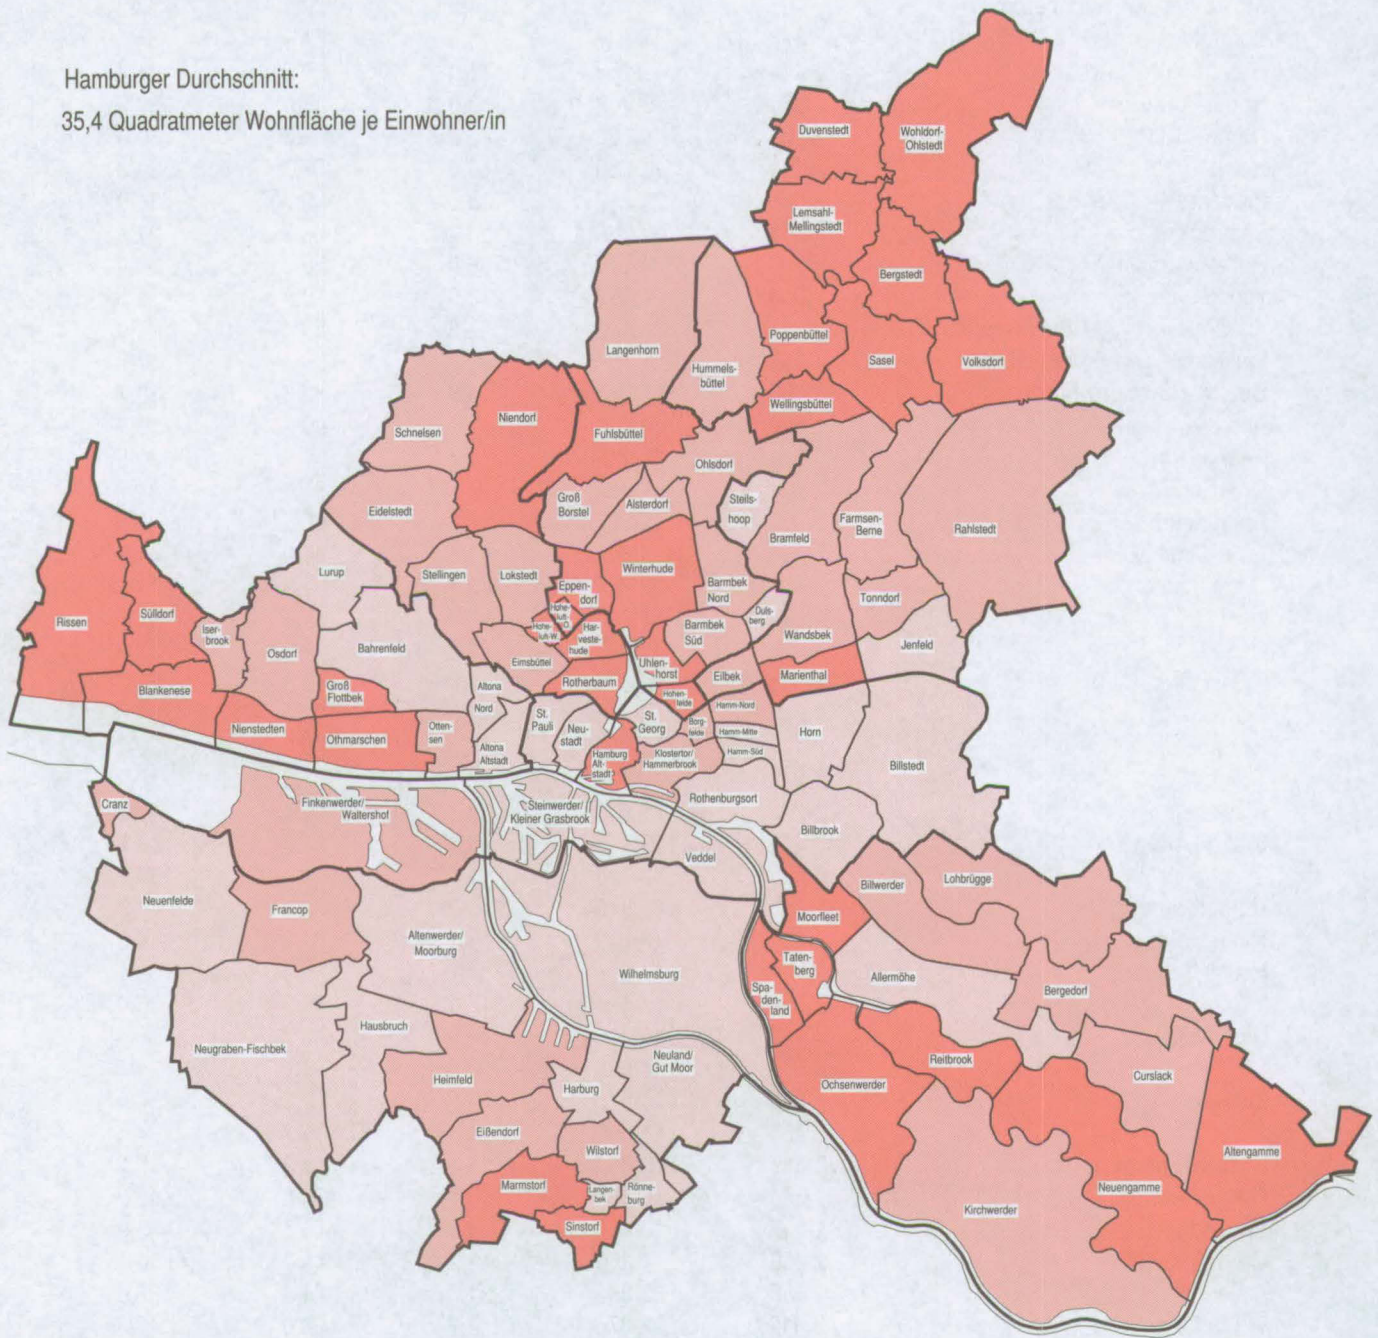 Hamburger Durchschnitt:
35,4 Quadratmeter Wohnfläche je Einwohner/in
Duvenstedt
Wohldorf-
Ohlstedt
Lemsahl-
Mellingstedt
Bergstedt
Poppenbüttel
Sasel
Volksdorf
Langenhorn
Hummels-
büttel
Wellingsbüttel
Niendorf
Fuhlsbüttel
Schnelsen
Ohlsdorf
Eidelstedt
Groß
Borstel
Alsterdorf
Steils-
hoop
Bramfeld
Farmsen-
Berne
Rahlstedt
Lurup
Stellingen
Lokstedt
Winterhude
Eppen-
dorf
Barmbek
Nord
Tonndorf
Rissen
Sülldorf
Iser-
brook
Osdorf
Bahrenfeld
Hohe-
luft-
O.
Hohe-
luft-W.
Har-
veste-
hude
Barmbek
Süd
Duls-
berg
Wandsbek
Jenfeld
Eimsbüttel
Rotherbaum
Uhlen-
horst
Eilbek
Marienthal
Blankenese
Groß
Flottbek
Altona
Nord
Hohen-
felde
Hamm-Nord
Nienstedten
Othmarschen
Otten-
sen
Altona
Altstadt
St.
Pauli
Neu-
stadt
St.
Georg
Borg-
felde
Hamm-Mitte
Hamm-Süd
Horn
Billstedt
Hamburg
Alt-
stadt
Klostertor/
Hammerbrook
Cranz
Finkenwerder/
Waltershof
Steinwerder/
Kleiner Grasbrook
Rothenburgsort
Billbrook
Veddel
Neuenfelde
Francop
Altenwerder/
Moorburg
Wilhelmsburg
Moorfleet
Billwerder
Lohbrügge
Taten-
berg
Spa-
den-
land
Allermöhe
Bergedorf
Neugraben-Fischbek
Hausbruch
Heimfeld
Harburg
Neuland/
Gut Moor
Ochsenwerder
Reitbrook
Curslack
Eißendorf
Wilstorf
Marmstorf
Langen-
bek
Rönne-
burg
Sinstorf
Kirchwerder
Neuengamme
Altengamme